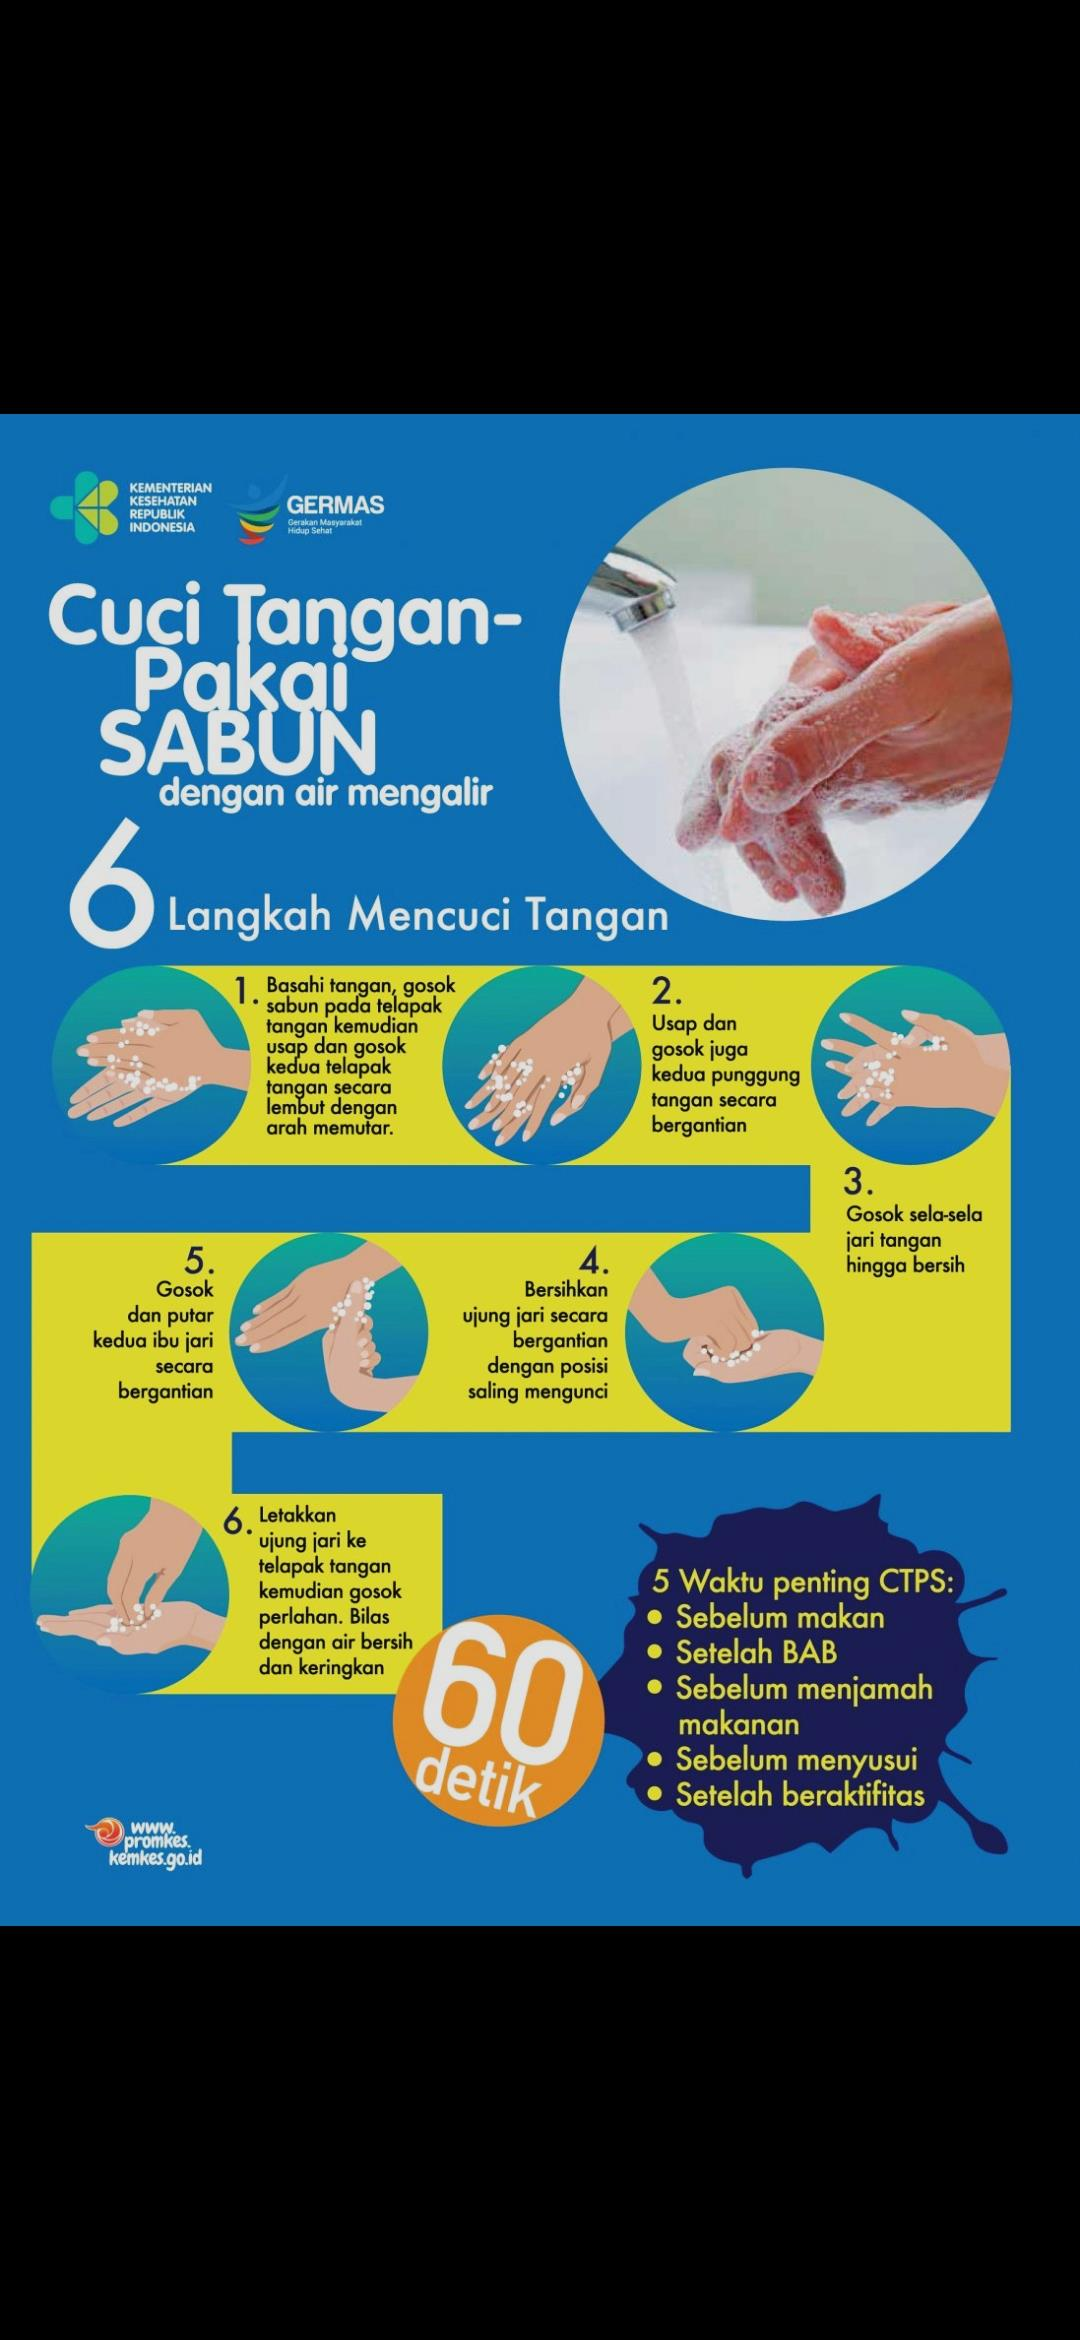 KEMENTERIAN
KESEHATAN
REPUBLIK
INDONESIA
GERMAS
Gerakan Masyarakat
Hidup Sehat
Cuci Tangan-
Pakai
SABUN
dengan air mengalir
6 Langkah Mencuci Tangan
1. Basahi tangan, gosok
sabun pada telapak
tangan kemudian
usap dan gosok
kedua telapak
tangan secara
lembut dengan
arah memutar.
2.
Usap dan
gosok juga
kedua punggung
tangan secara
bergantian
3.
Gosok sela-sela
jari tangan
hingga bersih
4.
Bersihkan
ujung jari secara
bergantian
dengan posisi
saling mengunci
5.
Gosok
dan putar
kedua ibu jari
secara
bergantian
6. Letakkan
ujung jari ke
telapak tangan
kemudian gosok
perlahan. Bilas
dengan air bersih
dan keringkan
60
detik
5 Waktu penting CTPS:
• Sebelum makan
• Setelah BAB
• Sebelum menjamah
makanan
• Sebelum menyusui
• Setelah beraktifitas
www.
promkes.
kemkes.go.id